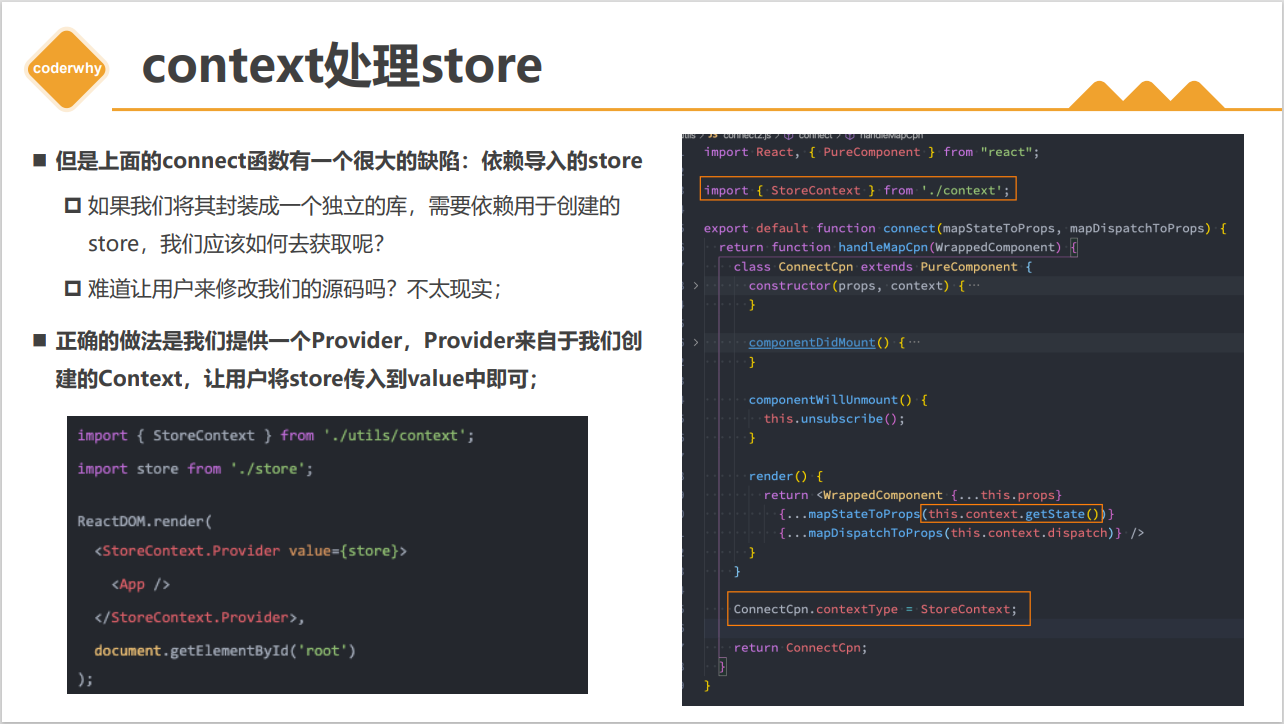 coderwhy
context处理store
但是上面的connect函数有一个很大的缺陷：依赖导入的store
如果我们将其封装成一个独立的库，需要依赖用于创建的
store，我们应该如何去获取呢？
难道让用户来修改我们的源码吗？不太现实；
正确的做法是我们提供一个Provider，Provider来自于我们创
建的Context，让用户将store传入到value中即可；
import { StoreContext } from './utils/context';
import store from './store';
ReactDOM.render(
<StoreContext.Provider value={store}>
<App />
</StoreContext.Provider>,
document.getElementById('root')
);
utils > JS connect2.js > connect > handleMapCpn
import React, { PureComponent } from "react";
import { StoreContext } from './context';
export default function connect(mapStateToProps, mapDispatchToProps) {
return function handleMapCpn(WrappedComponent) {
class ConnectCpn extends PureComponent {
constructor(props, context) {…
}
componentDidMount() {…
}
componentWillUnmount() {
this.unsubscribe();
}
render() {
return <WrappedComponent {...this.props}
{...mapStateToProps(this.context.getState())}
{...mapDispatchToProps(this.context.dispatch)} />
}
}
ConnectCpn.contextType = StoreContext;
return ConnectCpn;
}
}